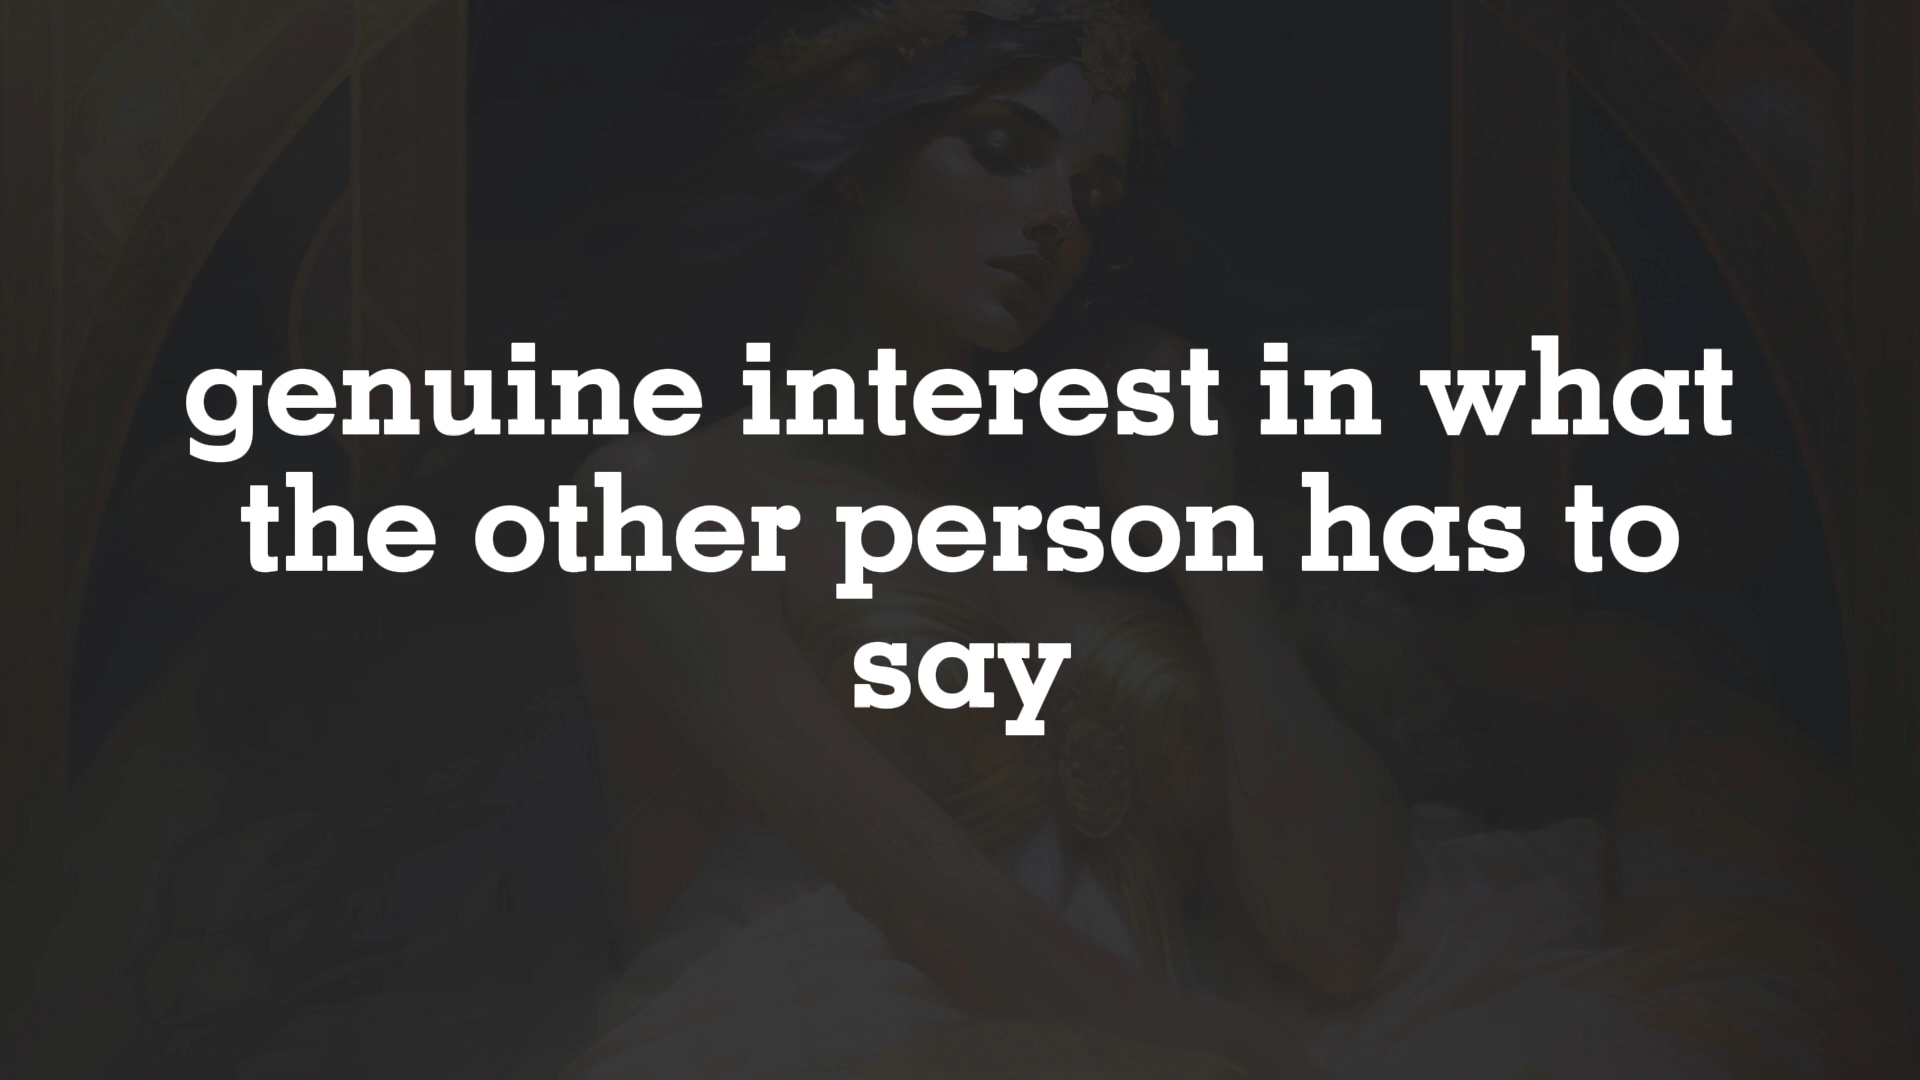 genuine interest in what
the other person has to
say